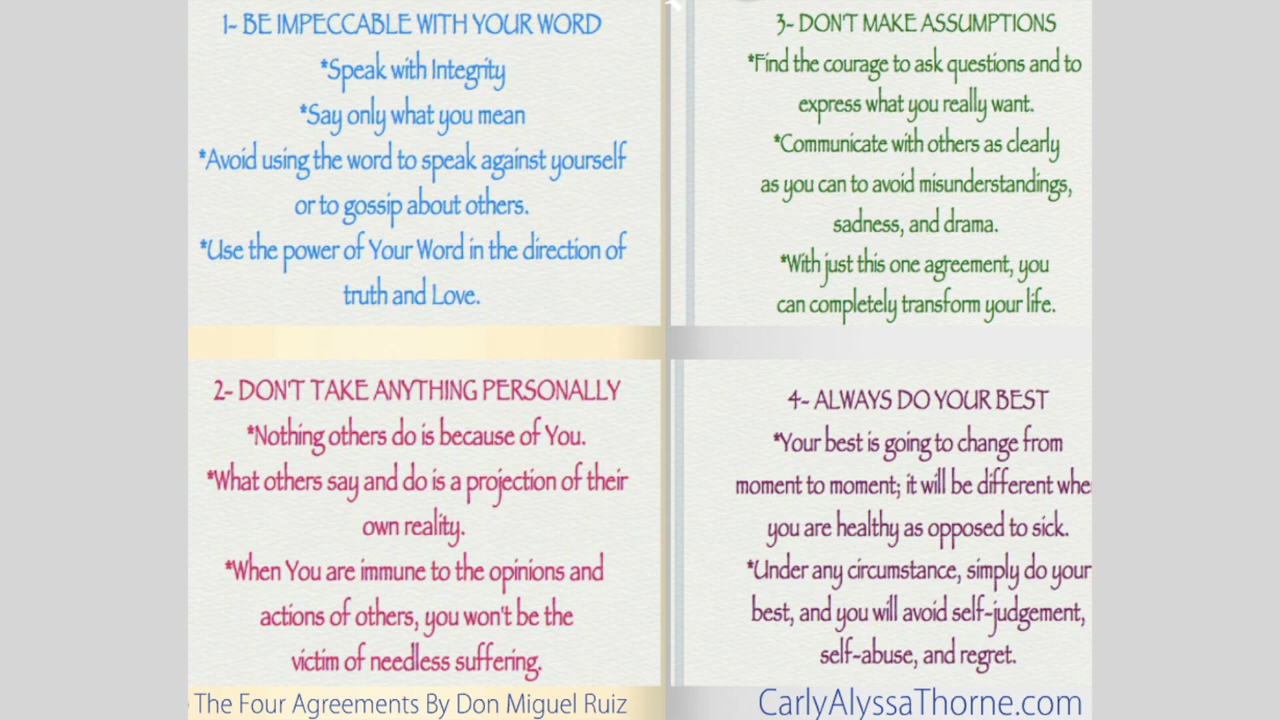 1- BE IMPECCABLE WITH YOUR WORD
*Speak with Integrity
*Say only what you mean
*Avoid using the word to speak against yourself
or to gossip about others.
*Use the power of Your Word in the direction of
truth and Love.
2- DON'T TAKE ANYTHING PERSONALLY
*Nothing others do is because of You.
*What others say and do is a projection of their
own reality.
*When You are immune to the opinions and
actions of others, you won't be the
victim of needless suffering.
The Four Agreements By Don Miguel Ruiz
3- DON'T MAKE ASSUMPTIONS
*Find the courage to ask questions and to
express what you really want.
*Communicate with others as clearly
as you can to avoid misunderstandings,
sadness, and drama.
*With just this one agreement, you
can completely transform your life.
4- ALWAYS DO YOUR BEST
*Your best is going to change from
moment to moment; it will be different whe
you are healthy as opposed to sick.
*Under any circumstance, simply do your
best, and you will avoid self-judgement,
self-abuse, and regret.
CarlyAlyssaThorne.com